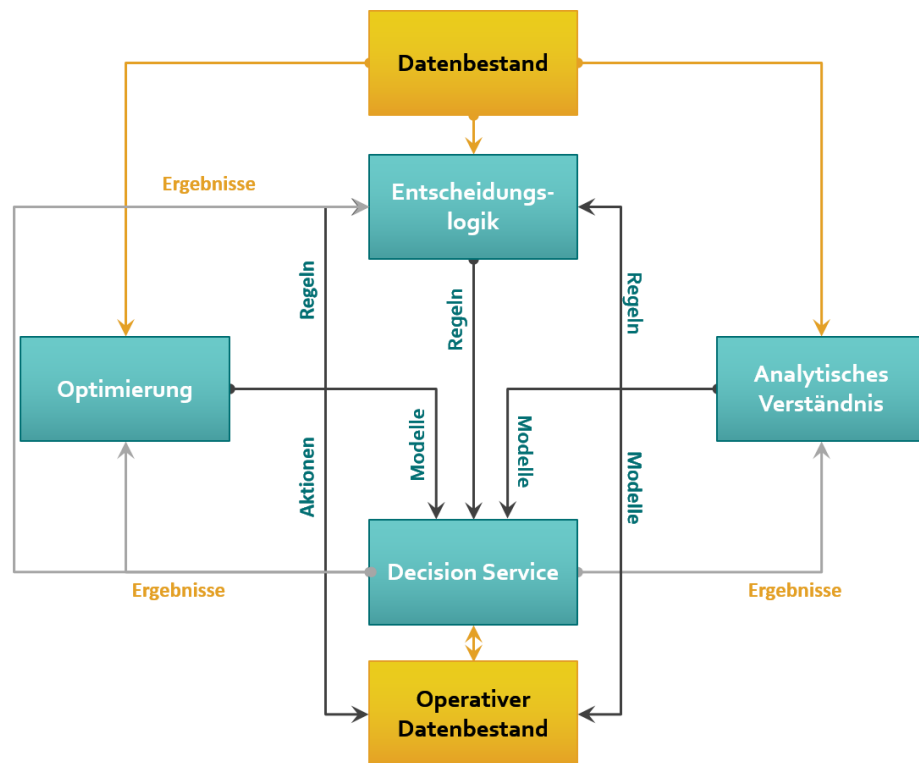 Datenbestand
Ergebnisse
Entscheidungs-
logik
Regeln
Regeln
Regeln
Optimierung
Analytisches
Verständnis
Aktionen
Modelle
Modelle
Modelle
Decision Service
Ergebnisse
Ergebnisse
Operativer
Datenbestand